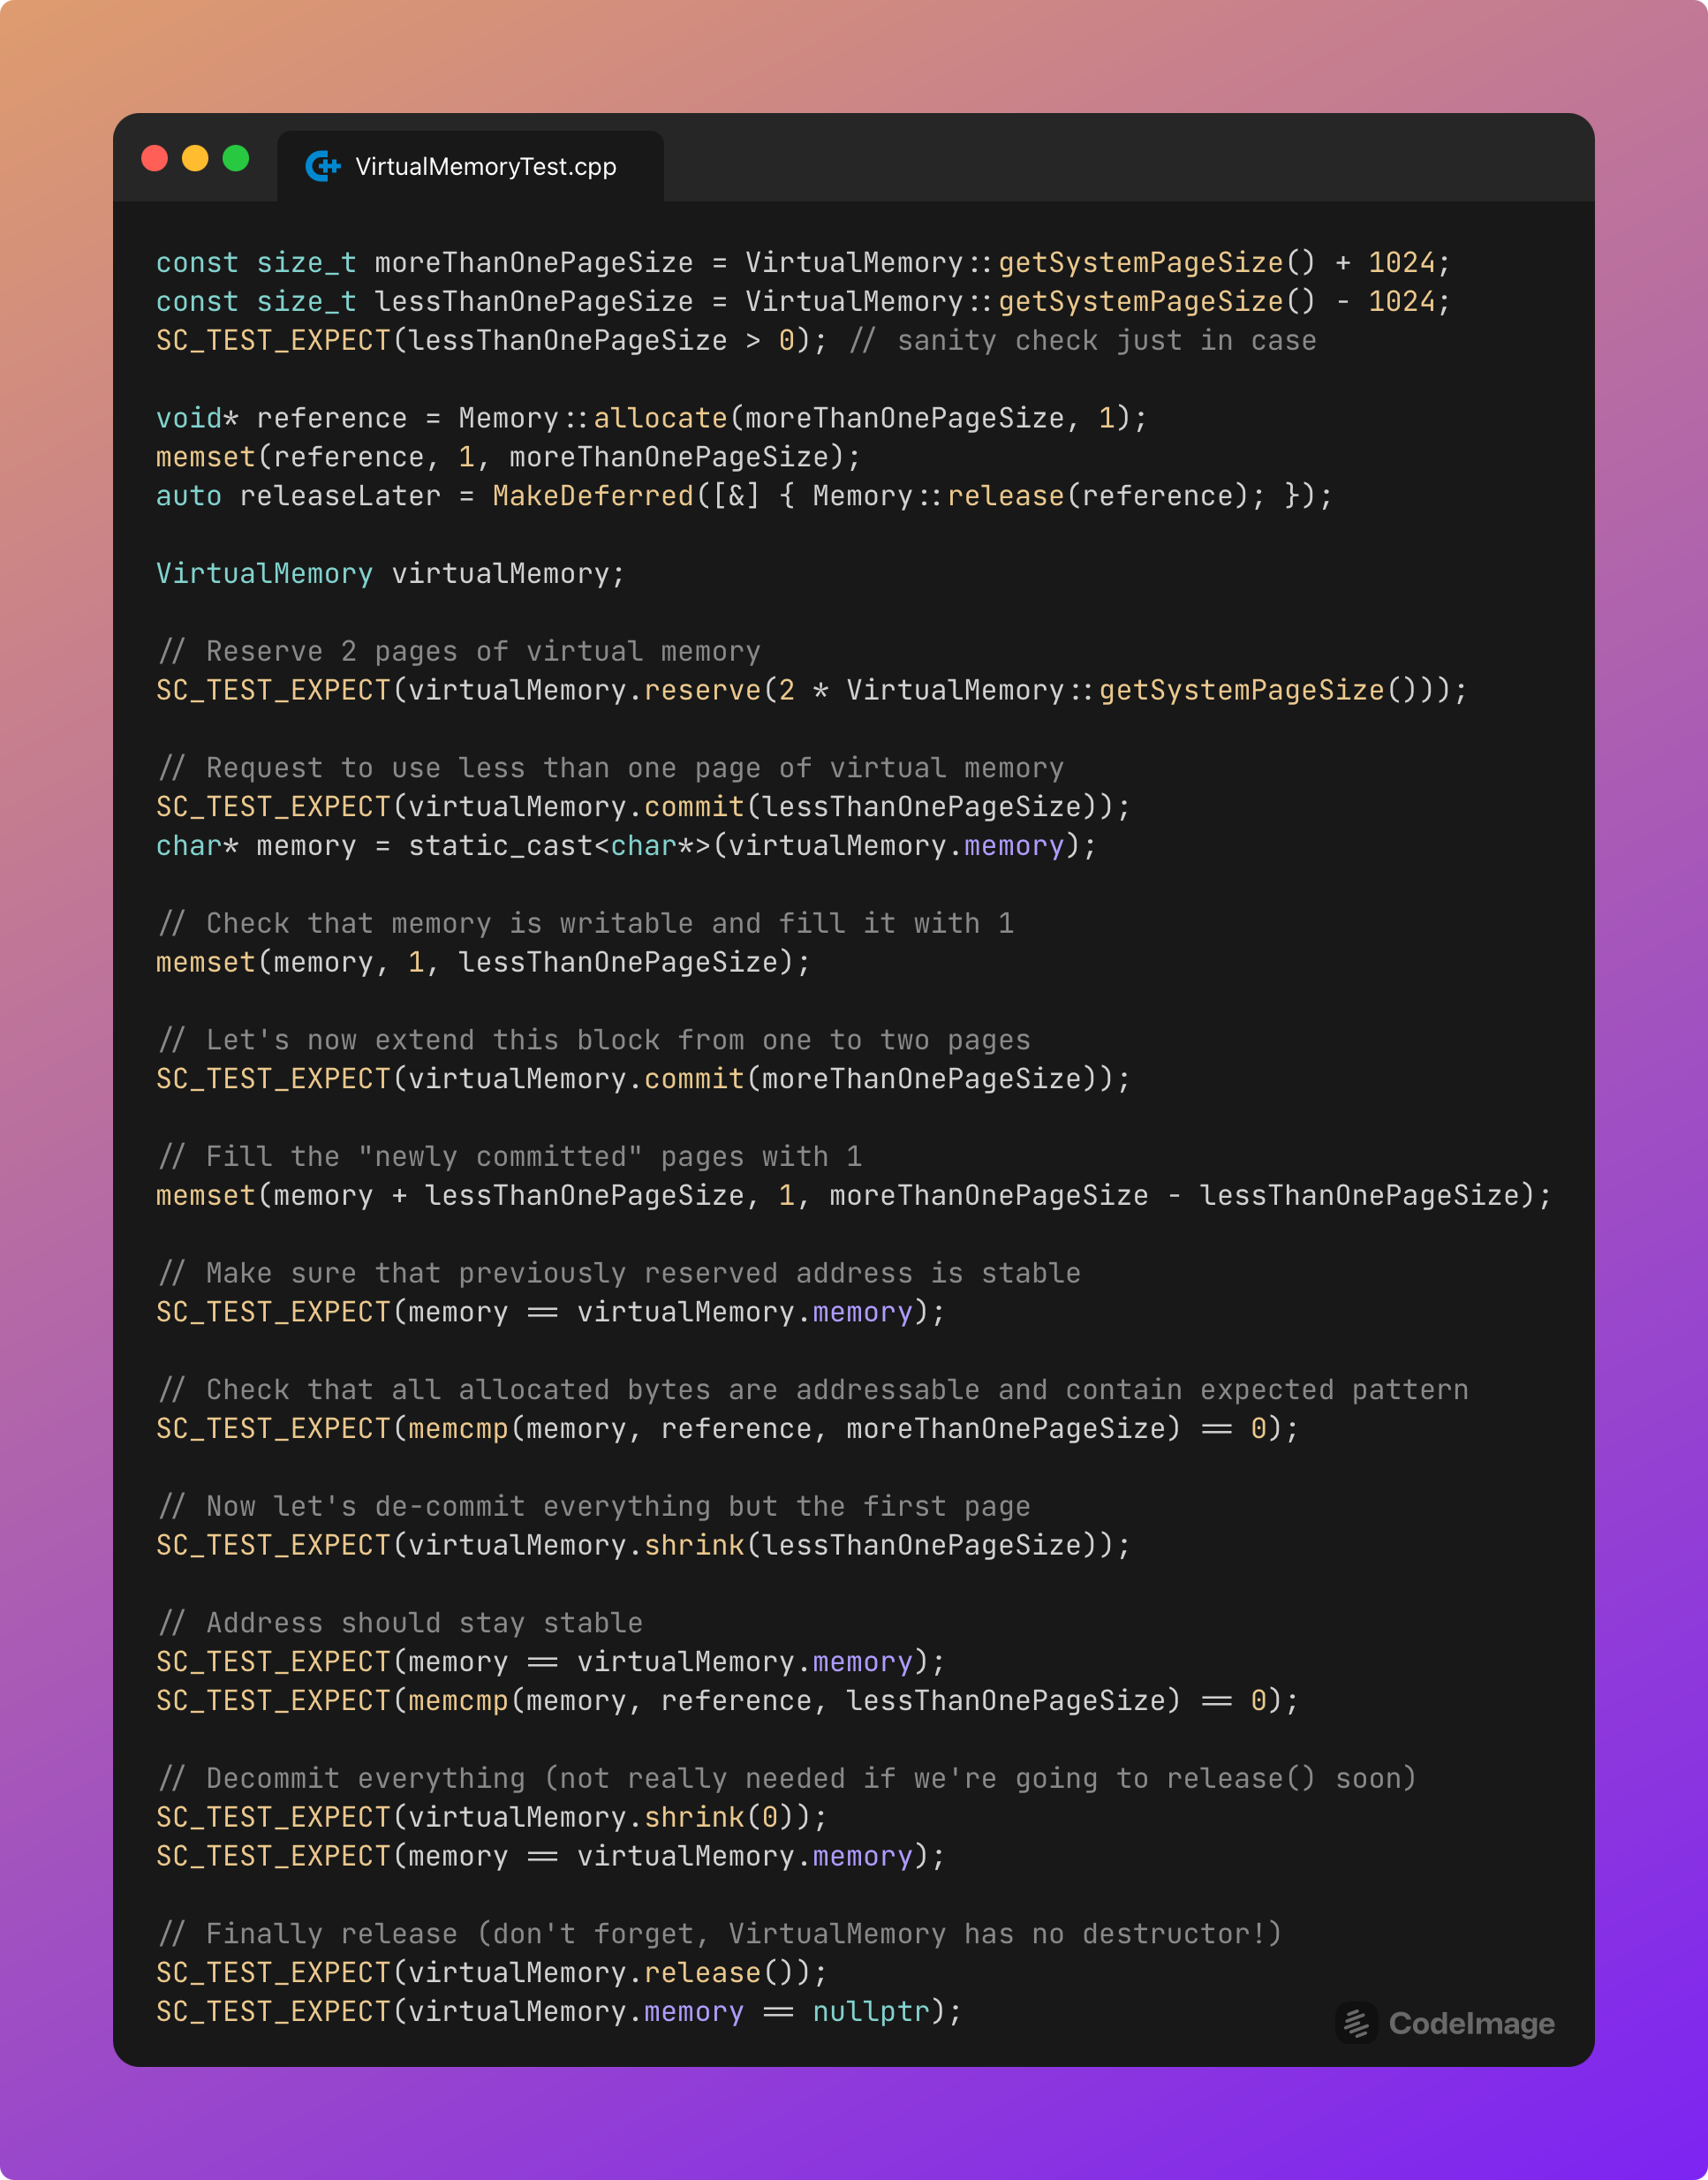 VirtualMemoryTest.cpp
const size_t moreThanOnePageSize = VirtualMemory::getSystemPageSize() + 1024;
const size_t lessThanOnePageSize = VirtualMemory::getSystemPageSize() - 1024;
SC_TEST_EXPECT(lessThanOnePageSize > 0); // sanity check just in case
void* reference = Memory::allocate(moreThanOnePageSize, 1);
memset(reference, 1, moreThanOnePageSize);
auto releaseLater = MakeDeferred([&] { Memory::release(reference); });
VirtualMemory virtualMemory;
// Reserve 2 pages of virtual memory
SC_TEST_EXPECT(virtualMemory.reserve(2 * VirtualMemory::getSystemPageSize()));
// Request to use less than one page of virtual memory
SC_TEST_EXPECT(virtualMemory.commit(lessThanOnePageSize));
char* memory = static_cast<char*>(virtualMemory.memory);
// Check that memory is writable and fill it with 1
memset(memory, 1, lessThanOnePageSize);
// Let's now extend this block from one to two pages
SC_TEST_EXPECT(virtualMemory.commit(moreThanOnePageSize));
// Fill the "newly committed" pages with 1
memset(memory + lessThanOnePageSize, 1, moreThanOnePageSize - lessThanOnePageSize);
// Make sure that previously reserved address is stable
SC_TEST_EXPECT(memory == virtualMemory.memory);
// Check that all allocated bytes are addressable and contain expected pattern
SC_TEST_EXPECT(memcmp(memory, reference, moreThanOnePageSize) == 0);
// Now let's de-commit everything but the first page
SC_TEST_EXPECT(virtualMemory.shrink(lessThanOnePageSize));
// Address should stay stable
SC_TEST_EXPECT(memory == virtualMemory.memory);
SC_TEST_EXPECT(memcmp(memory, reference, lessThanOnePageSize) == 0);
// Decommit everything (not really needed if we're going to release() soon)
SC_TEST_EXPECT(virtualMemory.shrink(0));
SC_TEST_EXPECT(memory == virtualMemory.memory);
// Finally release (don't forget, VirtualMemory has no destructor!)
SC_TEST_EXPECT(virtualMemory.release());
SC_TEST_EXPECT(virtualMemory.memory == nullptr);
CodeImage